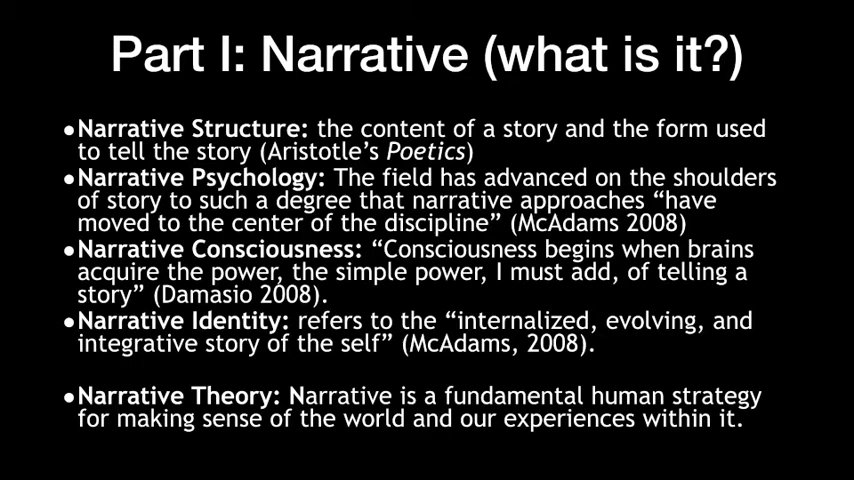 Part I: Narrative (what is it?)
●Narrative Structure: the content of a story and the form used
to tell the story (Aristotle’s Poetics)
●Narrative Psychology: The field has advanced on the shoulders
of story to such a degree that narrative approaches “have
moved to the center of the discipline” (McAdams 2008)
●Narrative Consciousness: “Consciousness begins when brains
acquire the power, the simple power, I must add, of telling a
story” (Damasio 2008).
●Narrative Identity: refers to the “internalized, evolving, and
integrative story of the self” (McAdams, 2008).
●Narrative Theory: Narrative is a fundamental human strategy
for making sense of the world and our experiences within it.